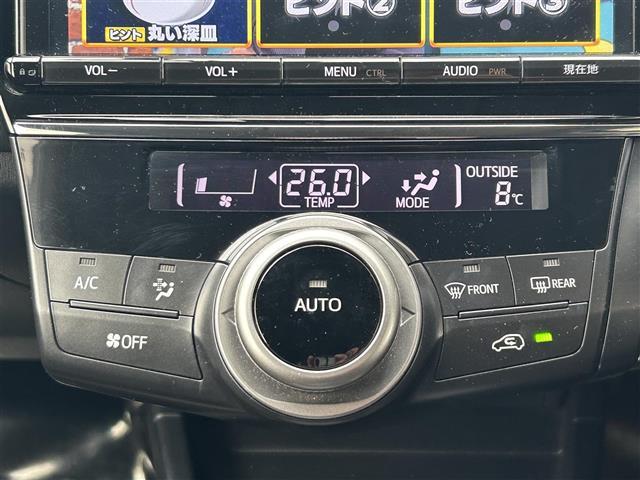 ヒント 丸い深皿
ヒント②
ヒント③
VOL− VOL+ MENU CTRL AUDIO PWR 現在地
26.0
TEMP
MODE
OUTSIDE
8℃
A/C
AUTO
FRONT
REAR
OFF